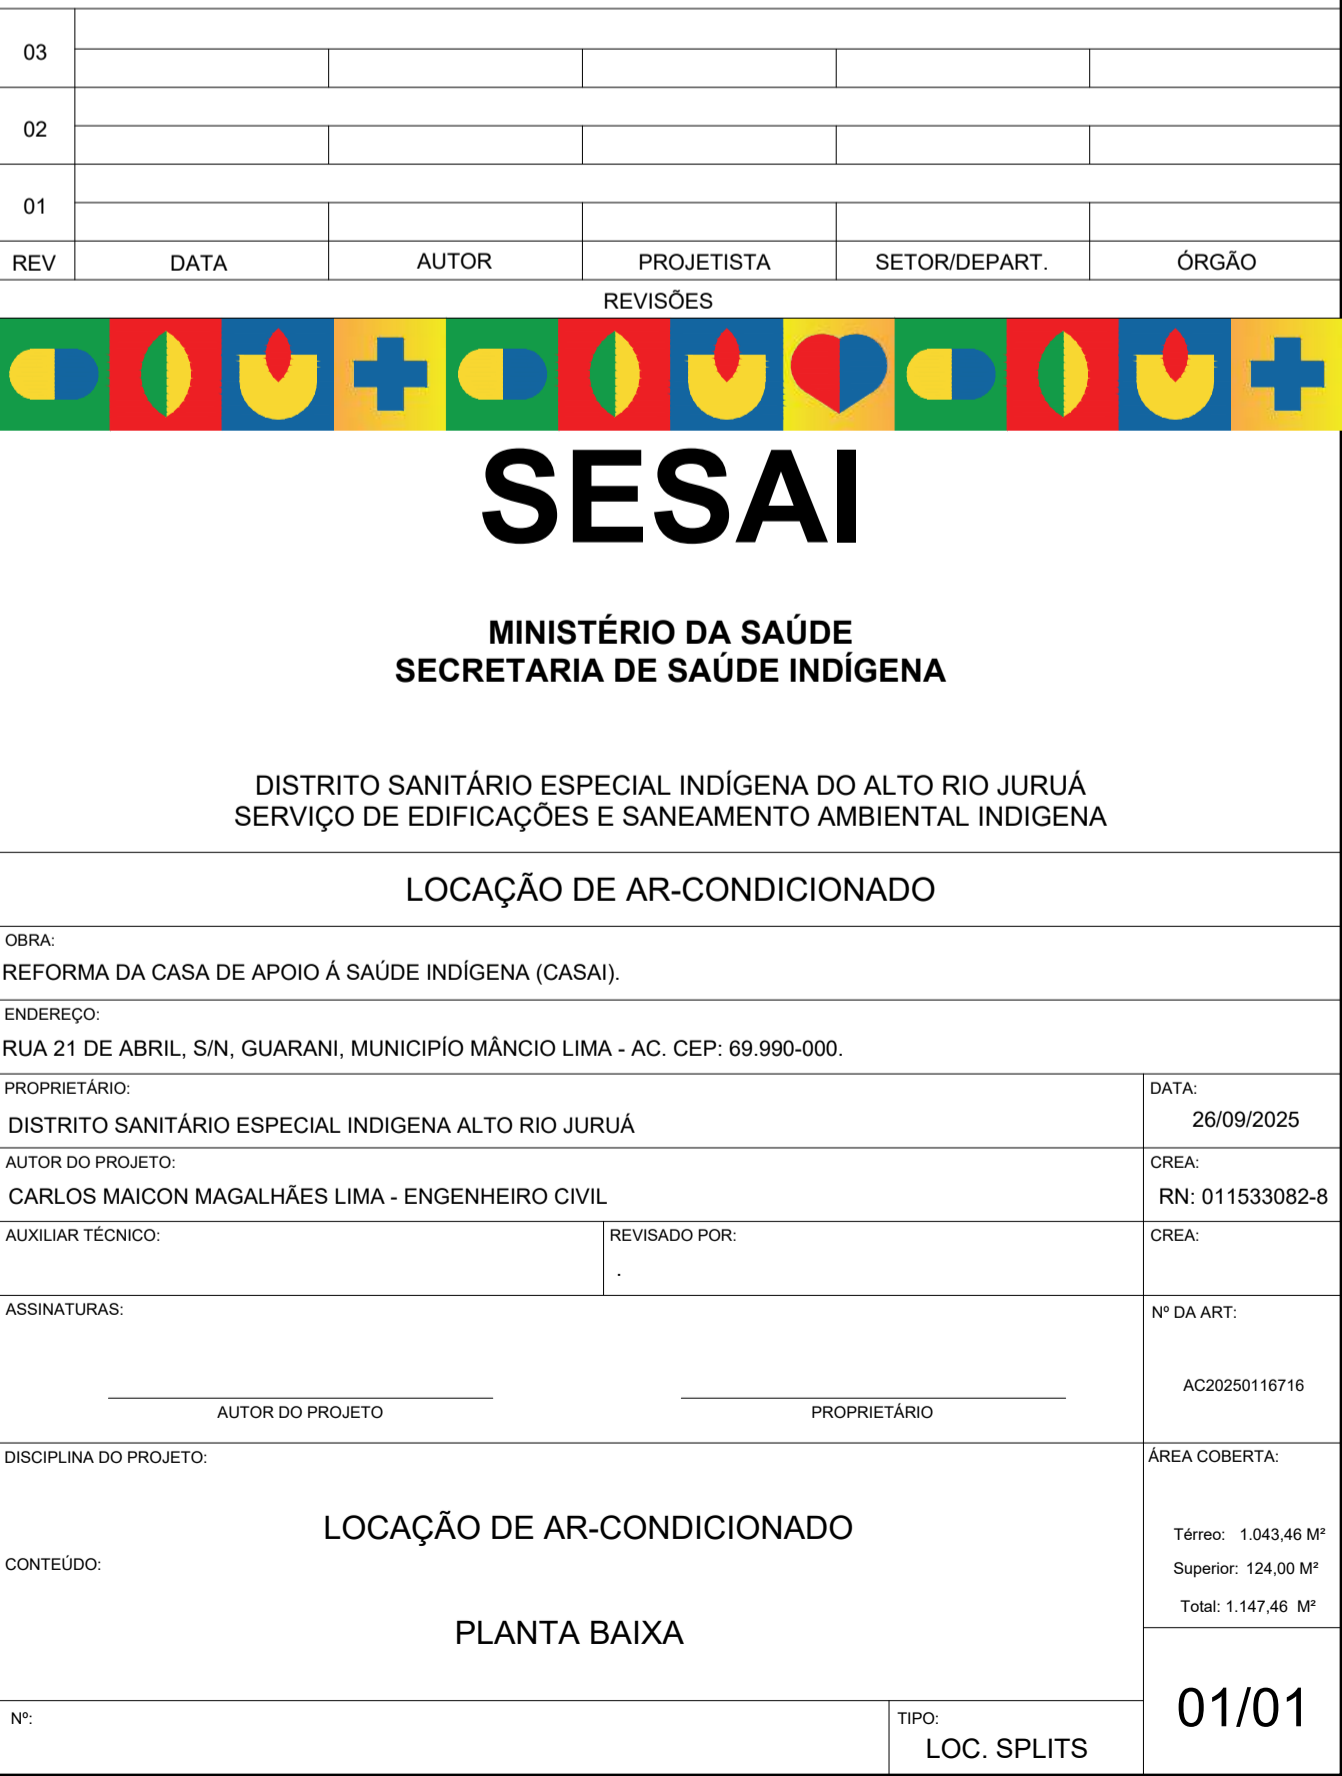 03
02
01
REV DATA AUTOR PROJETISTA SETOR/DEPART. ÓRGÃO
REVISÕES
SESAI
MINISTÉRIO DA SAÚDE
SECRETARIA DE SAÚDE INDÍGENA
DISTRITO SANITÁRIO ESPECIAL INDÍGENA DO ALTO RIO JURUÁ
SERVIÇO DE EDIFICAÇÕES E SANEAMENTO AMBIENTAL INDIGENA
LOCAÇÃO DE AR-CONDICIONADO
OBRA:
REFORMA DA CASA DE APOIO Á SAÚDE INDÍGENA (CASAI).
ENDEREÇO:
RUA 21 DE ABRIL, S/N, GUARANI, MUNICIPÍO MÂNCIO LIMA - AC. CEP: 69.990-000.
PROPRIETÁRIO:
DISTRITO SANITÁRIO ESPECIAL INDIGENA ALTO RIO JURUÁ
DATA:
26/09/2025
AUTOR DO PROJETO:
CARLOS MAICON MAGALHÃES LIMA - ENGENHEIRO CIVIL
CREA:
RN: 011533082-8
AUXILIAR TÉCNICO:
REVISADO POR:
.
CREA:
ASSINATURAS:
AUTOR DO PROJETO
PROPRIETÁRIO
Nº DA ART:
AC20250116716
DISCIPLINA DO PROJETO:
LOCAÇÃO DE AR-CONDICIONADO
CONTEÚDO:
PLANTA BAIXA
ÁREA COBERTA:
Térreo: 1.043,46 M²
Superior: 124,00 M²
Total: 1.147,46 M²
Nº:
TIPO:
LOC. SPLITS
01/01